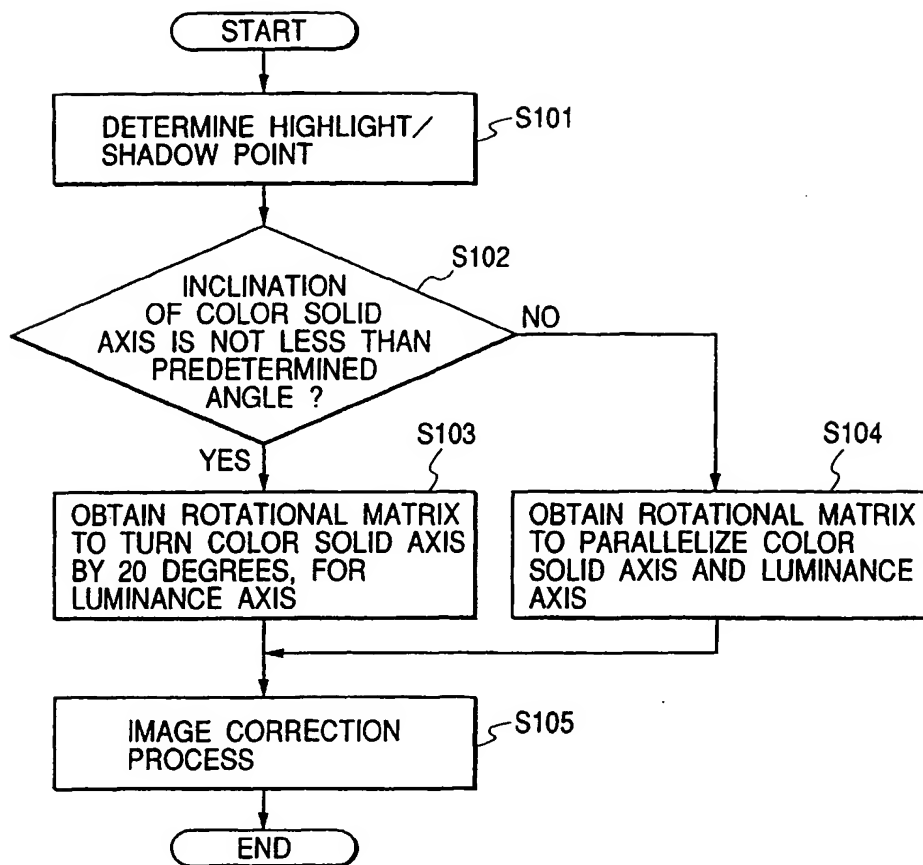 START
DETERMINE HIGHLIGHT/
SHADOW POINT
S101
INCLINATION
OF COLOR SOLID
AXIS IS NOT LESS THAN
PREDETERMINED
ANGLE ?
S102
NO
YES
S103
OBTAIN ROTATIONAL MATRIX
TO TURN COLOR SOLID AXIS
BY 20 DEGREES, FOR
LUMINANCE AXIS
S104
OBTAIN ROTATIONAL MATRIX
TO PARALLELIZE COLOR
SOLID AXIS AND LUMINANCE
AXIS
IMAGE CORRECTION
PROCESS
S105
END